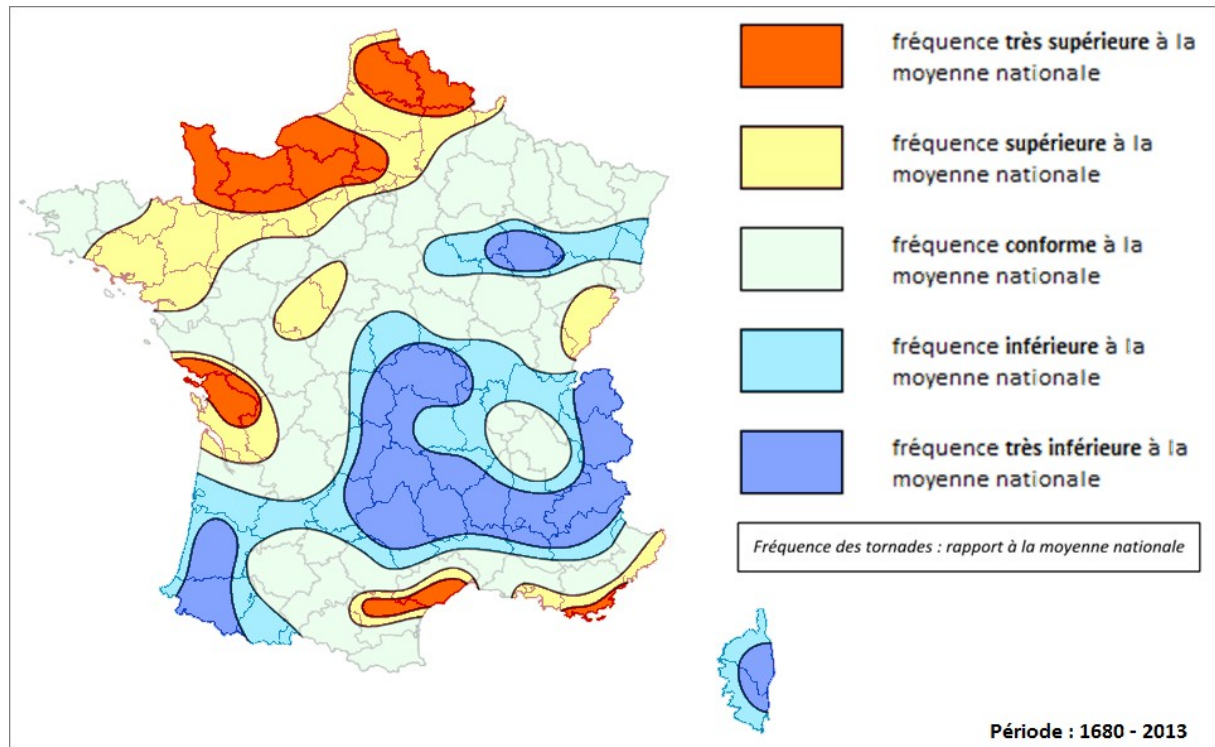 fréquence très supérieure à la
moyenne nationale
fréquence supérieure à la
moyenne nationale
fréquence conforme à la
moyenne nationale
fréquence inférieure à la
moyenne nationale
fréquence très inférieure à la
moyenne nationale
Fréquence des tornades : rapport à la moyenne nationale
Période : 1680 - 2013